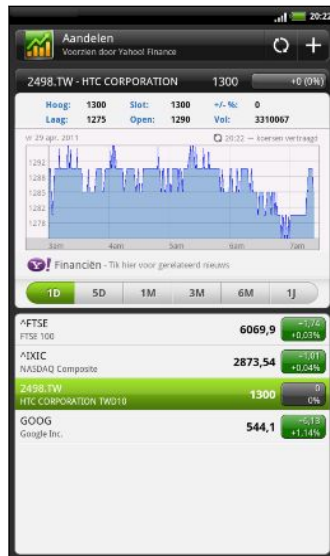 20:22
Aandelen
Voorzien door Yahoo! Finance
2498.TW - HTC CORPORATION 1300 +0 (0%)
Hoog: 1300 Slot: 1300 +/- %: 0
Laag: 1275 Open: 1290 Vol: 3310067
vr 29 apr. 2011 20:22 — koersen vertraagd
1292
1288
1285
1282
1278
3am 4am 5am 6am 7am
Y! Financiën - Tik hier voor gerelateerd nieuws
1D 5D 1M 3M 6M 1J
^FTSE 6069,9 +1,74
FTSE 100 +0,03%
^IXIC 2873,54 +1,01
NASDAQ Composite +0,04%
2498.TW 1300 0
HTC CORPORATION TWD10 0%
GOOG 544,1 +6,13
Google Inc. +1,14%